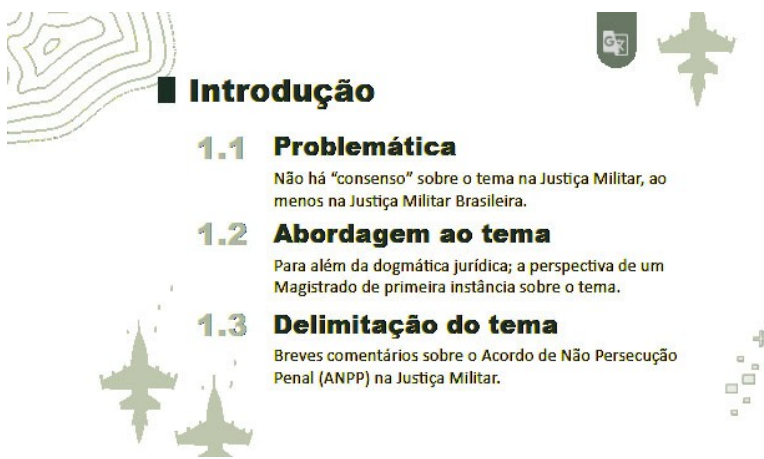 Introdução
1.1 Problemática
Não há “consenso” sobre o tema na Justiça Militar, ao
menos na Justiça Militar Brasileira.
1.2 Abordagem ao tema
Para além da dogmática jurídica; a perspectiva de um
Magistrado de primeira instância sobre o tema.
1.3 Delimitação do tema
Breves comentários sobre o Acordo de Não Persecução
Penal (ANPP) na Justiça Militar.